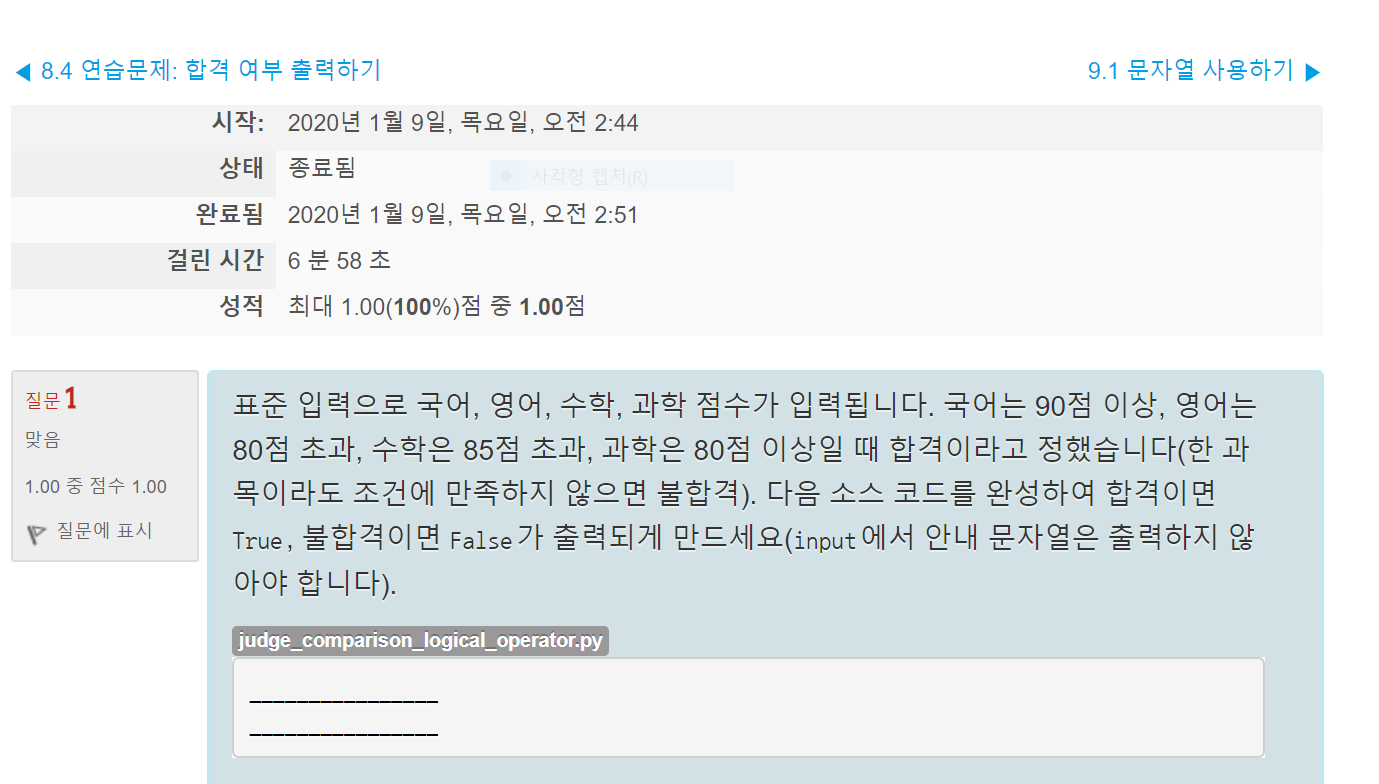 ◀ 8.4 연습문제: 합격 여부 출력하기
9.1 문자열 사용하기 ▶
시작: 2020년 1월 9일, 목요일, 오전 2:44
상태 종료됨
사각형 캡처(R)
완료됨 2020년 1월 9일, 목요일, 오전 2:51
걸린 시간 6 분 58 초
성적 최대 1.00(100%)점 중 1.00점
질문 1
맞음
1.00 중 점수 1.00
질문에 표시
표준 입력으로 국어, 영어, 수학, 과학 점수가 입력됩니다. 국어는 90점 이상, 영어는
80점 초과, 수학은 85점 초과, 과학은 80점 이상일 때 합격이라고 정했습니다(한 과
목이라도 조건에 만족하지 않으면 불합격). 다음 소스 코드를 완성하여 합격이면
True, 불합격이면 False가 출력되게 만드세요(input에서 안내 문자열은 출력하지 않
아야 합니다).
judge_comparison_logical_operator.py
________________
________________